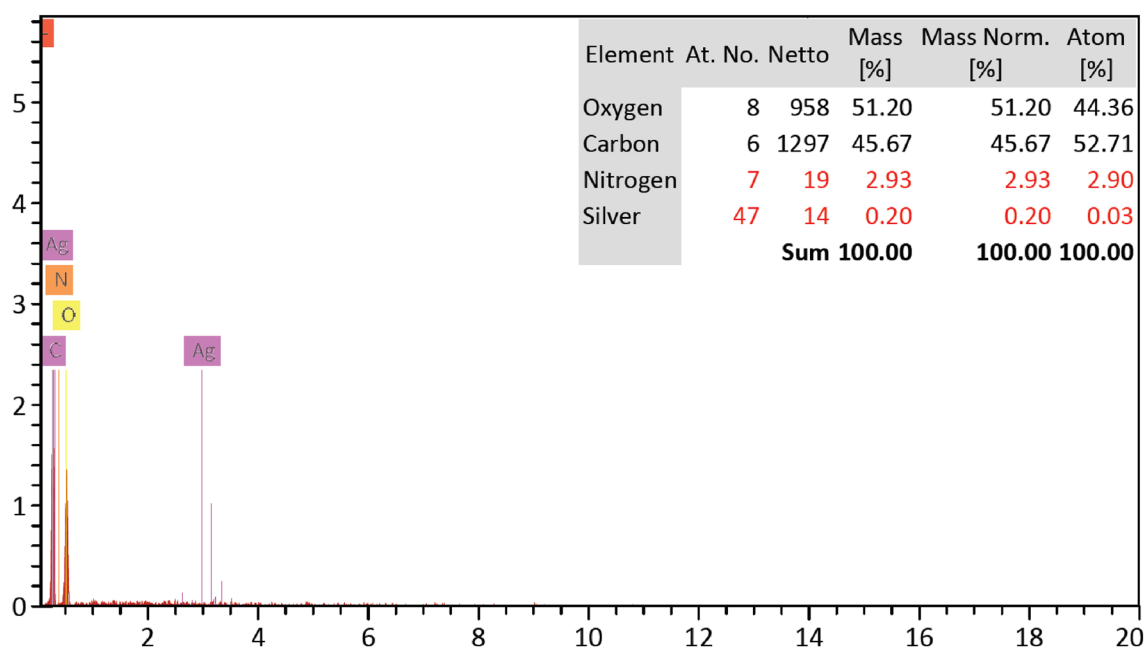 Element At. No. Netto Mass [%] Mass Norm. [%] Atom [%]
Oxygen 8 958 51.20 51.20 44.36
Carbon 6 1297 45.67 45.67 52.71
Nitrogen 7 19 2.93 2.93 2.90
Silver 47 14 0.20 0.20 0.03
Sum 100.00 100.00 100.00
5
4
Ag
N
3
O
C Ag
2
1
0
2 4 6 8 10 12 14 16 18 20